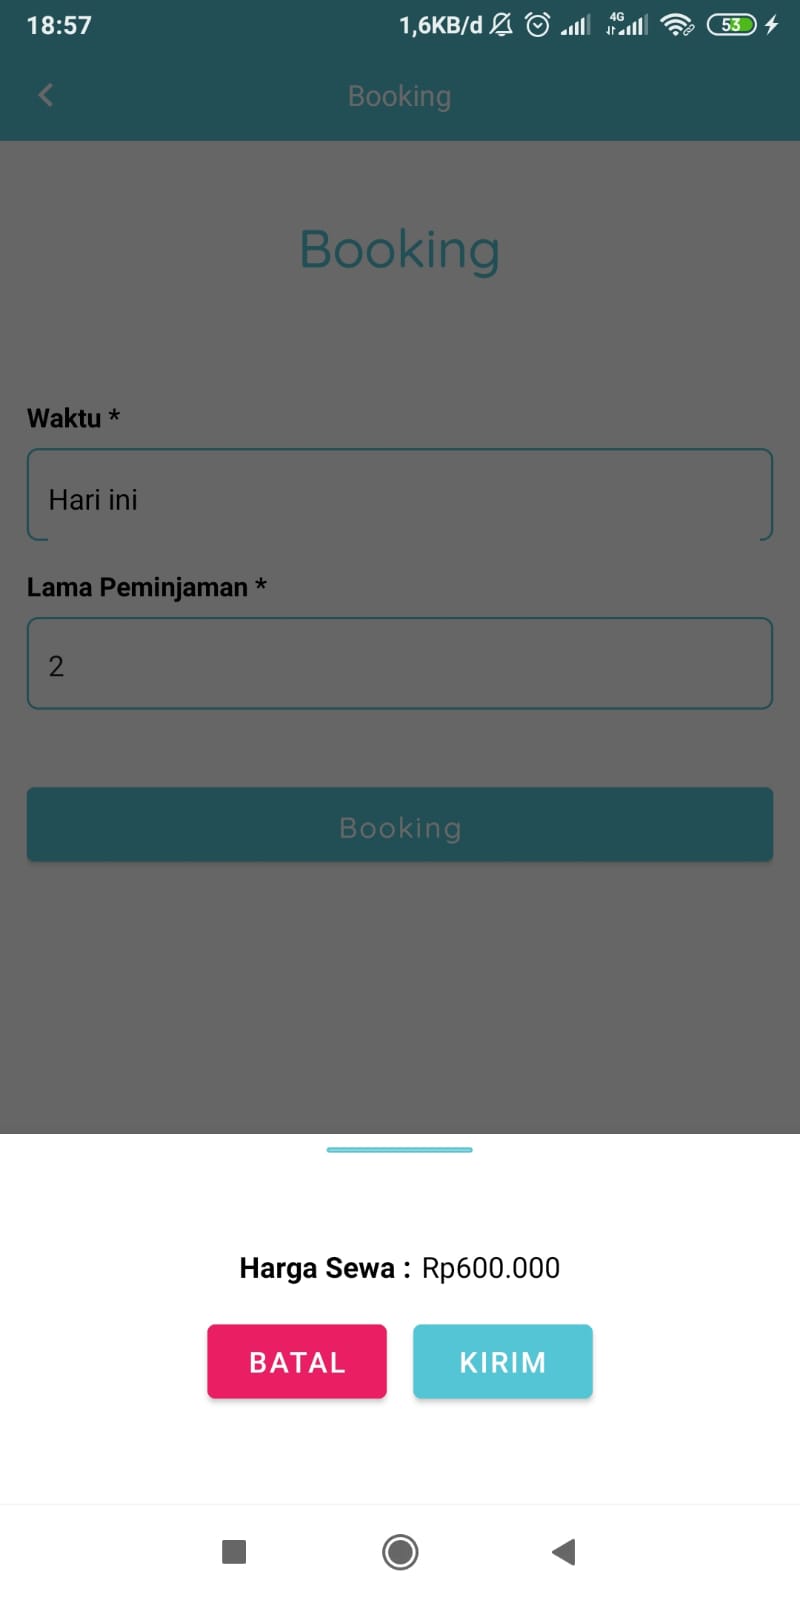 18:57
1,6KB/d
4G
53
Booking
Booking
Waktu *
Hari ini
Lama Peminjaman *
2
Booking
Harga Sewa : Rp600.000
BATAL
KIRIM